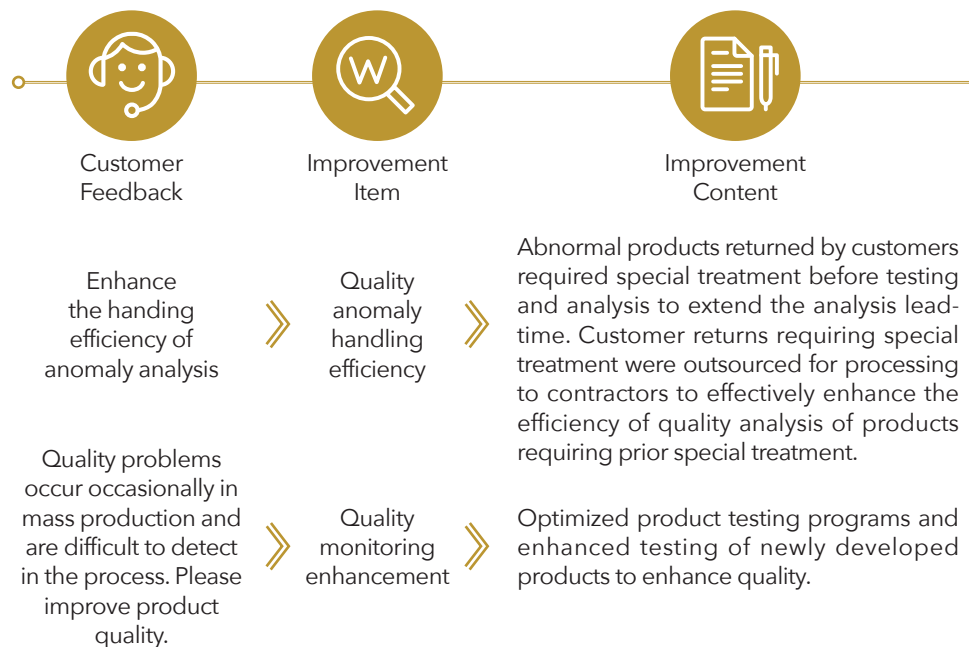 W
Customer
Feedback
Improvement
Item
Improvement
Content
Enhance
the handing
efficiency of
anomaly analysis
Quality
anomaly
handling
efficiency
Abnormal products returned by customers
required special treatment before testing
and analysis to extend the analysis lead-
time. Customer returns requiring special
treatment were outsourced for processing
to contractors to effectively enhance the
efficiency of quality analysis of products
requiring prior special treatment.
Quality problems
occur occasionally in
mass production and
are difficult to detect
in the process. Please
improve product
quality.
Quality
monitoring
enhancement
Optimized product testing programs and
enhanced testing of newly developed
products to enhance quality.